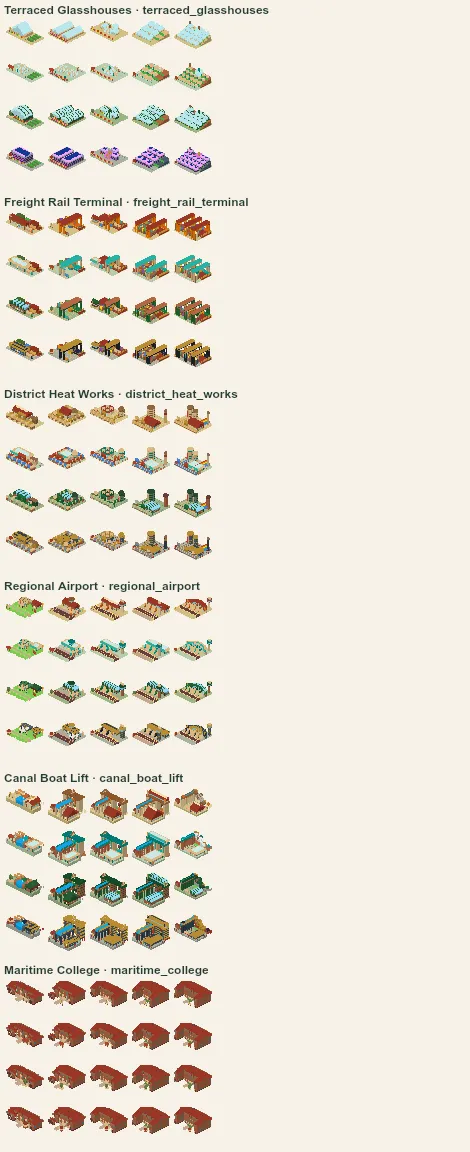 Terraced Glasshouses · terraced_glasshouses
Freight Rail Terminal · freight_rail_terminal
District Heat Works · district_heat_works
Regional Airport · regional_airport
Canal Boat Lift · canal_boat_lift
Maritime College · maritime_college